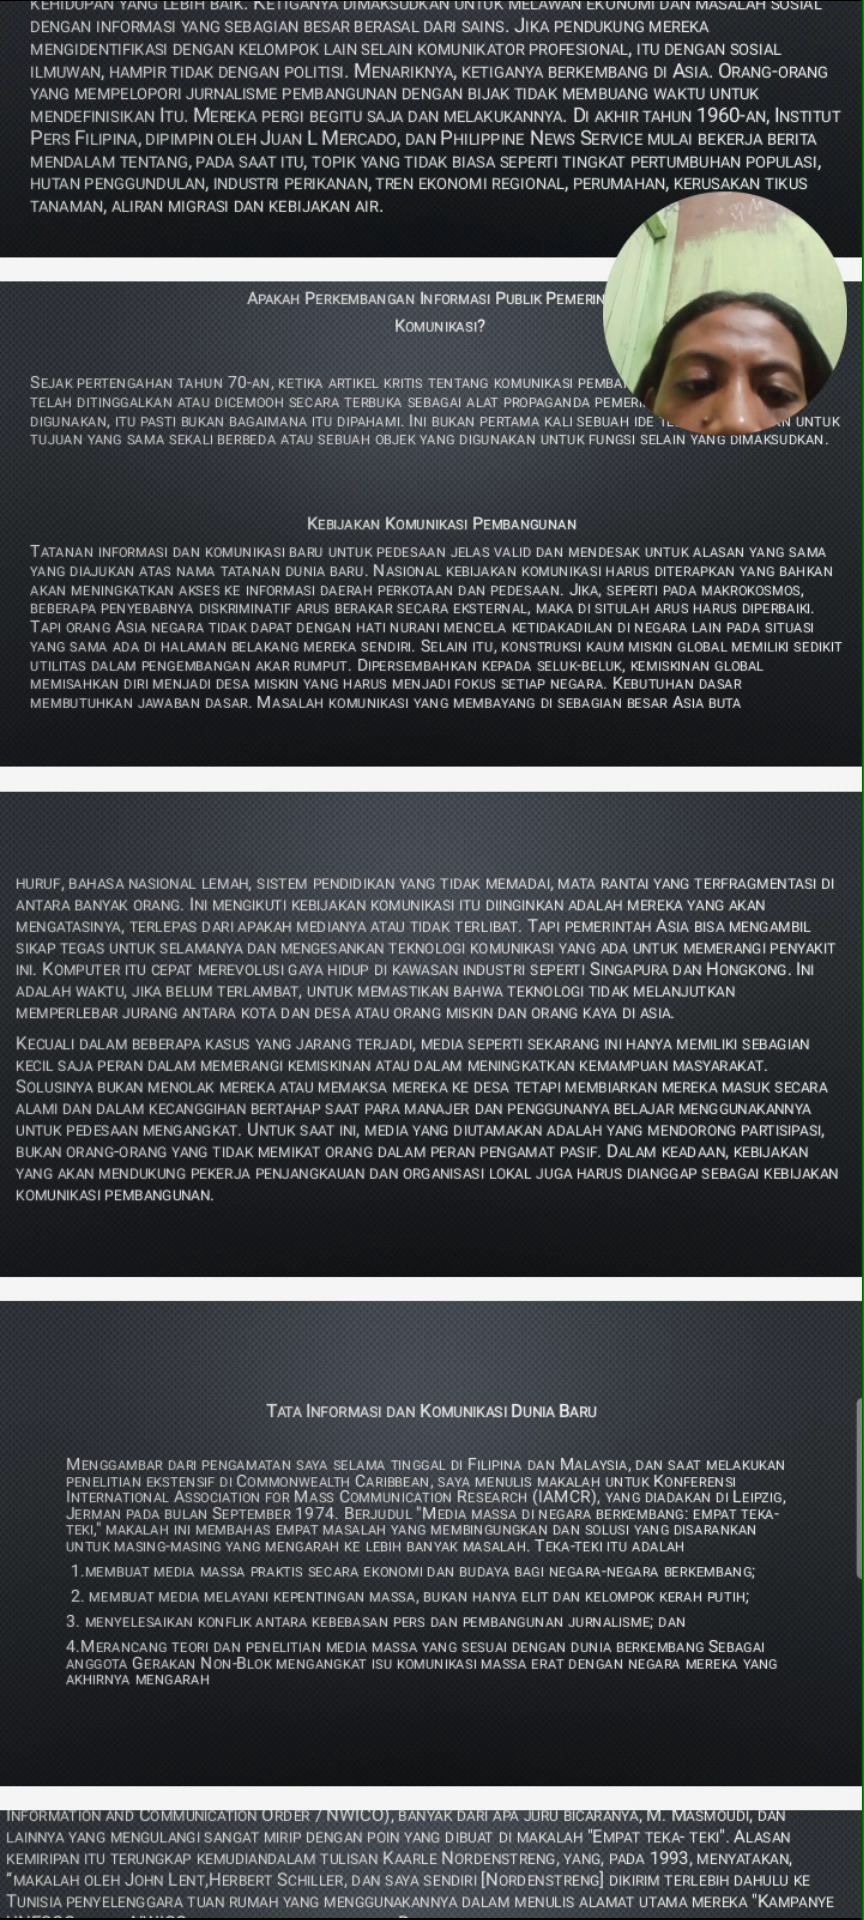 KEHIDUPAN YANG LEBIH BAIK. KETIGANYA DIMAKSUDKAN UNTUK MELAWAN EKONOMI DAN MASALAH SOSIAL
DENGAN INFORMASI YANG SEBAGIAN BESAR BERASAL DARI SAINS. JIKA PENDUKUNG MEREKA
MENGIDENTIFIKASI DENGAN KELOMPOK LAIN SELAIN KOMUNIKATOR PROFESIONAL, ITU DENGAN SOSIAL
ILMUWAN, HAMPIR TIDAK DENGAN POLITISI. MENARIKNYA, KETIGANYA BERKEMBANG DI ASIA. ORANG-ORANG
YANG MEMPELOPORI JURNALISME PEMBANGUNAN DENGAN BIJAK TIDAK MEMBUANG WAKTU UNTUK
MENDEFINISIKAN ITU. MEREKA PERGI BEGITU SAJA DAN MELAKUKANNYA. DI AKHIR TAHUN 1960-AN, INSTITUT
PERS FILIPINA, DIPIMPIN OLEH JUAN L MERCADO, DAN PHILIPPINE NEWS SERVICE MULAI BEKERJA BERITA
MENDALAM TENTANG, PADA SAAT ITU, TOPIK YANG TIDAK BIASA SEPERTI TINGKAT PERTUMBUHAN POPULASI,
HUTAN PENGGUNDULAN, INDUSTRI PERIKANAN, TREN EKONOMI REGIONAL, PERUMAHAN, KERUSAKAN TIKUS
TANAMAN, ALIRAN MIGRASI DAN KEBIJAKAN AIR.
APAKAH PERKEMBANGAN INFORMASI PUBLIK
KOMUNIKASI?
SEJAK PERTENGAHAN TAHUN 70-AN, KETIKA ARTIKEL KRITIS TENTANG KOMUNIKASI
TELAH DITINGGALKAN ATAU DICEMOOH SECARA TERBUKA SEBAGAI ALAT PROPAGANDA
DIGUNAKAN, ITU PASTI BUKAN BAGAIMANA ITU DIPAHAMI. INI BUKAN PERTAMA KALI SEBUAH IDE UNTUK
TUJUAN YANG SAMA SEKALI BERBEDA ATAU SEBUAH OBJEK YANG DIGUNAKAN UNTUK FUNGSI SELAIN YANG DIMAKSUDKAN.
KEBIJAKAN KOMUNIKASI PEMBANGUNAN
TATANAN INFORMASI DAN KOMUNIKASI BARU UNTUK PEDESAAN JELAS VALID DAN MENDESAK UNTUK ALASAN YANG SAMA
YANG DIAJUKAN ATAS NAMA TATANAN DUNIA BARU. NASIONAL KEBIJAKAN KOMUNIKASI HARUS DITERAPKAN YANG BAHKAN
AKAN MENINGKATKAN AKSES KE INFORMASI DAERAH PERKOTAAN DAN PEDESAAN. JIKA, SEPERTI PADA MAKROKOSMOS,
BEBERAPA PENYEBABNYA DISKRIMINATIF ARUS BERAKAR SECARA EKSTERNAL, MAKA DI SITULAH ARUS HARUS DIPERBAIKI.
TAPI ORANG ASIA NEGARA TIDAK DAPAT DENGAN HATI NURANI MENCELA KETIDAKADILAN DI NEGARA LAIN PADA SITUASI
YANG SAMA ADA DI HALAMAN BELAKANG MEREKA SENDIRI. SELAIN ITU, KONSTRUKSI KAUM MISKIN GLOBAL MEMILIKI SEDIKIT
UTILITAS DALAM PENGEMBANGAN AKAR RUMPUT. DIPERSEMBAHKAN KEPADA SELUK-BELUK, KEMISKINAN GLOBAL
MEMISAHKAN DIRI MENJADI DESA MISKIN YANG HARUS MENJADI FOKUS SETIAP NEGARA. KEBUTUHAN DASAR
MEMBUTUHKAN JAWABAN DASAR. MASALAH KOMUNIKASI YANG MEMBAYANG DI SEBAGIAN BESAR ASIA BUTA
HURUF, BAHASA NASIONAL LEMAH, SISTEM PENDIDIKAN YANG TIDAK MEMADAI, MATA RANTAI YANG TERFRAGMENTASI DI
ANTARA BANYAK ORANG. INI MENGIKUTI KEBIJAKAN KOMUNIKASI ITU DIINGINKAN ADALAH MEREKA YANG AKAN
MENGATASINYA, TERLEPAS DARI APAKAH MEDIANYA ATAU TIDAK TERLIBAT. TAPI PEMERINTAH ASIA BISA MENGAMBIL
SIKAP TEGAS UNTUK SELAMANYA DAN MENGESANKAN TEKNOLOGI KOMUNIKASI YANG ADA UNTUK MEMERANGI PENYAKIT
INI. KOMPUTER ITU CEPAT MEREVOLUSI GAYA HIDUP DI KAWASAN INDUSTRI SEPERTI SINGAPURA DAN HONGKONG. INI
ADALAH WAKTU, JIKA BELUM TERLAMBAT, UNTUK MEMASTIKAN BAHWA TEKNOLOGI TIDAK MELANJUTKAN
MEMPERLEBAR JURANG ANTARA KOTA DAN DESA ATAU ORANG MISKIN DAN ORANG KAYA DI ASIA.
KECUALI DALAM BEBERAPA KASUS YANG JARANG TERJADI, MEDIA SEPERTI SEKARANG INI HANYA MEMILIKI SEBAGIAN
KECIL SAJA PERAN DALAM MEMERANGI KEMISKINAN ATAU DALAM MENINGKATKAN KEMAMPUAN MASYARAKAT.
SOLUSINYA BUKAN MENOLAK MEREKA ATAU MEMAKSA MEREKA KE DESA TETAPI MEMBIARKAN MEREKA MASUK SECARA
ALAMI DAN DALAM KECANGGIHAN BERTAHAP SAAT PARA MANAJER DAN PENGGUNANYA BELAJAR MENGGUNAKANNYA
UNTUK PEDESAAN MENGANGKAT. UNTUK SAAT INI, MEDIA YANG DIUTAMAKAN ADALAH YANG MENDORONG PARTISIPASI,
BUKAN ORANG-ORANG YANG TIDAK MEMIKAT ORANG DALAM PERAN PENGAMAT PASIF. DALAM KEADAAN, KEBIJAKAN
YANG AKAN MENDUKUNG PEKERJA PENJANGKAUAN DAN ORGANISASI LOKAL JUGA HARUS DIANGGAP SEBAGAI KEBIJAKAN
KOMUNIKASI PEMBANGUNAN.
TATA INFORMASI DAN KOMUNIKASI DUNIA BARU
MENGGAMBAR DARI PENGAMATAN SAYA SELAMA TINGGAL DI FILIPINA DAN MALAYSIA, DAN SAAT MELAKUKAN
PENELITIAN EKSTENSIF DI COMMONWEALTH CARIBBEAN, SAYA MENULIS MAKALAH UNTUK KONFERENSI
INTERNATIONAL ASSOCIATION FOR MASS COMMUNICATION RESEARCH (IAMCR), YANG DIADAKAN DI LEIPZIG,
JERMAN PADA BULAN SEPTEMBER 1974. BERJUDUL "MEDIA MASSA DI NEGARA BERKEMBANG: EMPAT TEKA-
TEKI," MAKALAH INI MEMBAHAS EMPAT MASALAH YANG MEMBINGUNGKAN DAN SOLUSI YANG DISARANKAN
UNTUK MASING-MASING YANG MENGARAH KE LEBIH BANYAK MASALAH. TEKA-TEKI ITU ADALAH
1.MEMBUAT MEDIA MASSA PRAKTIS SECARA EKONOMI DAN BUDAYA BAGI NEGARA-NEGARA BERKEMBANG;
2. MEMBUAT MEDIA MELAYANI KEPENTINGAN MASSA, BUKAN HANYA ELIT DAN KELOMPOK KERAH PUTIH;
3. MENYELESAIKAN KONFLIK ANTARA KEBEBASAN PERS DAN PEMBANGUNAN JURNALISME; DAN
4.MERANCANG TEORI DAN PENELITIAN MEDIA MASSA YANG SESUAI DENGAN DUNIA BERKEMBANG SEBAGAI
ANGGOTA GERAKAN NON-BLOK MENGANGKAT ISU KOMUNIKASI MASSA ERAT DENGAN NEGARA MEREKA YANG
AKHIRNYA MENGARAH
INFORMATION AND COMMUNICATION ORDER / NWICO), BANYAK DARI APA JURU BICARANYA, M. MASMOUDI, DAN
LAINNYA YANG MENGULANGI SANGAT MIRIP DENGAN POIN YANG DIBUAT DI MAKALAH "EMPAT TEKA- TEKI". ALASAN
KEMIRIPAN ITU TERUNGKAP KEMUDIANDALAM TULISAN KAARLE NORDENSTRENG, YANG, PADA 1993, MENYATAKAN,
"MAKALAH OLEH JOHN LENT,HERBERT SCHILLER, DAN SAYA SENDIRI [NORDENSTRENG] DIKIRIM TERLEBIH DAHULU KE
TUNISIA PENYELENGGARA TUAN RUMAH YANG MENGGUNAKANNYA DALAM MENULIS ALAMAT UTAMA MEREKA "KAMPANYE